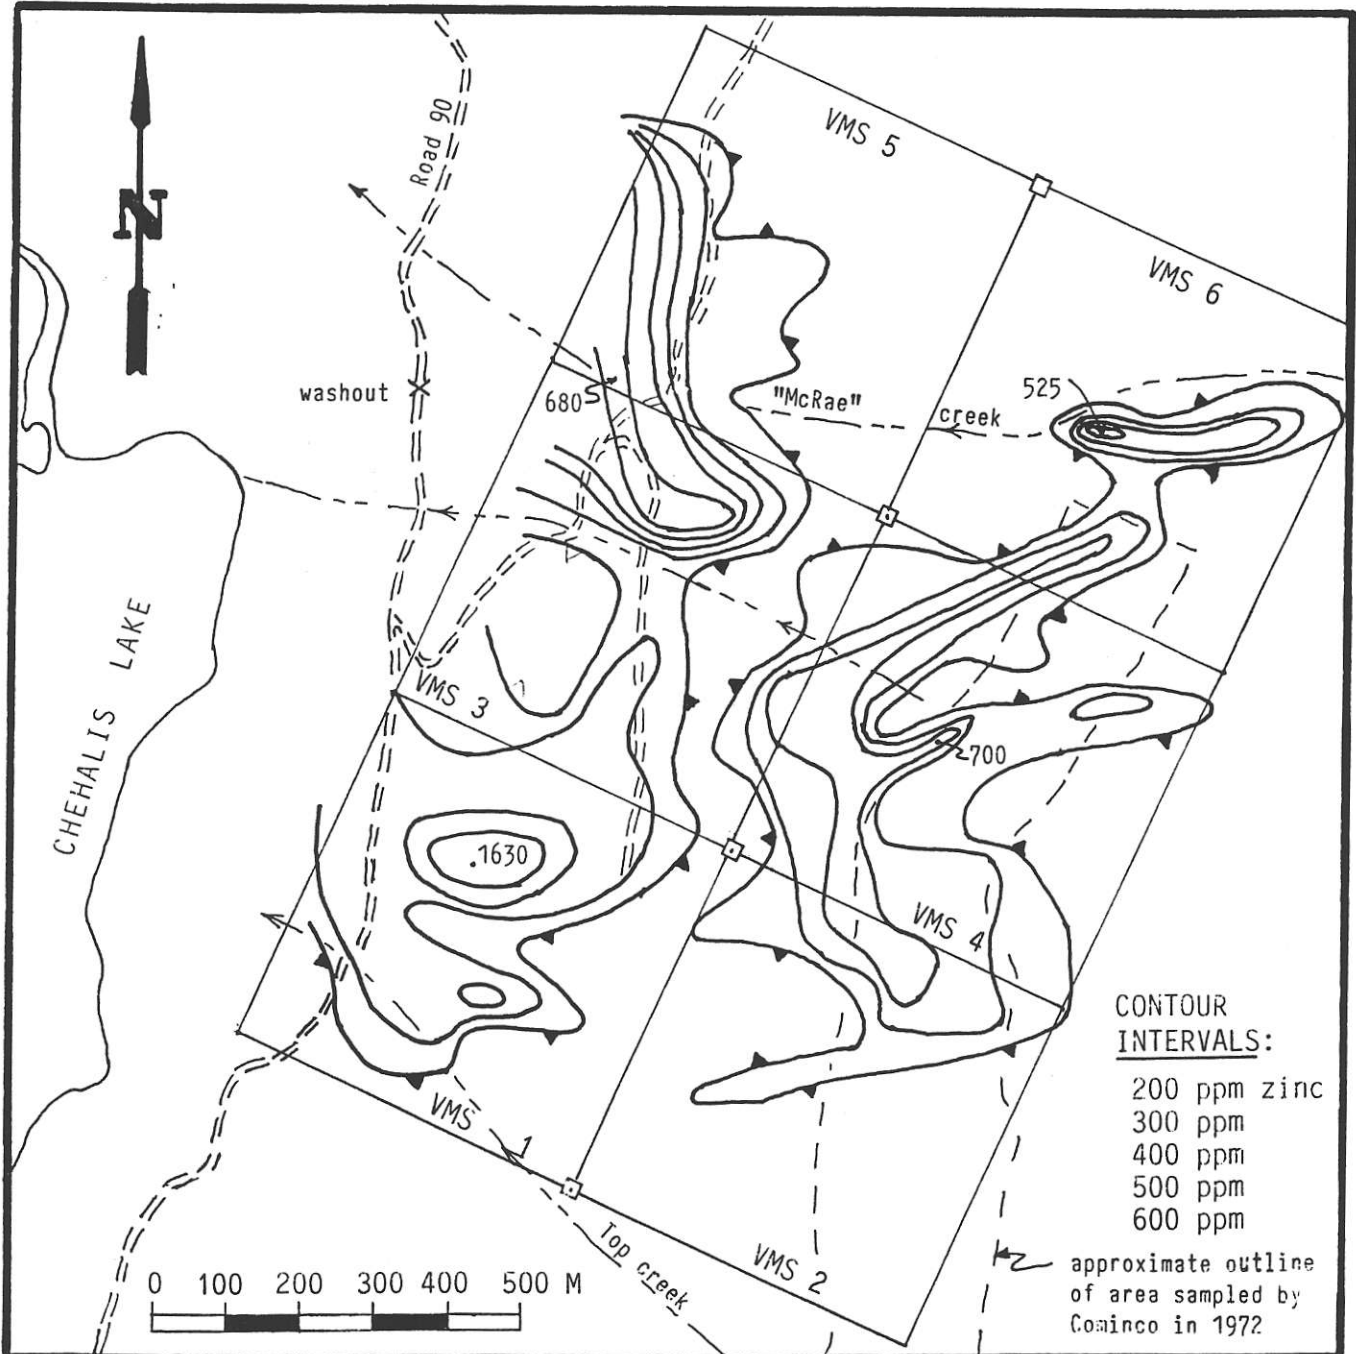 VMS 5
Road 90
N
VMS 6
washout
680
"McRae"
creek
525
CHEHALIS LAKE
VMS 3
700
.1630
VMS 4
CONTOUR
INTERVALS:
200 ppm zinc
300 ppm
400 ppm
500 ppm
600 ppm
VMS 1
Top creek
VMS 2
approximate outline
of area sampled by
Cominco in 1972
0 100 200 300 400 500 M